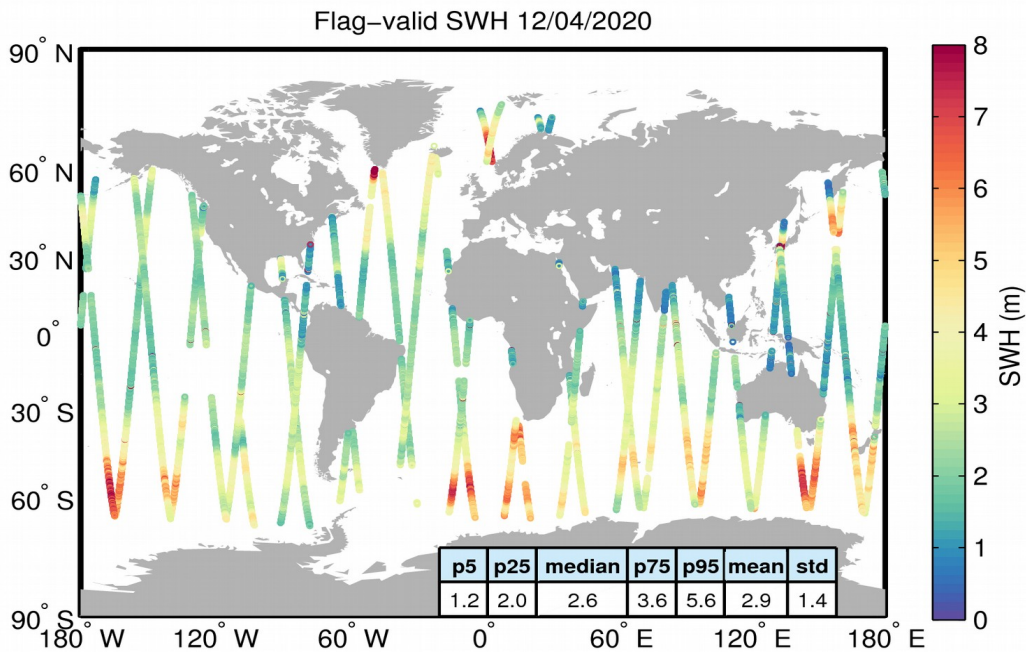 Flag−valid SWH 12/04/2020
90° N
60° N
30° N
0°
30° S
60° S
90° S
180° W
120° W
60° W
0°
60° E
120° E
180° E
p5 p25 median p75 p95 mean std
1.2 2.0 2.6 3.6 5.6 2.9 1.4
8
7
6
5
4
3
2
1
0
SWH (m)